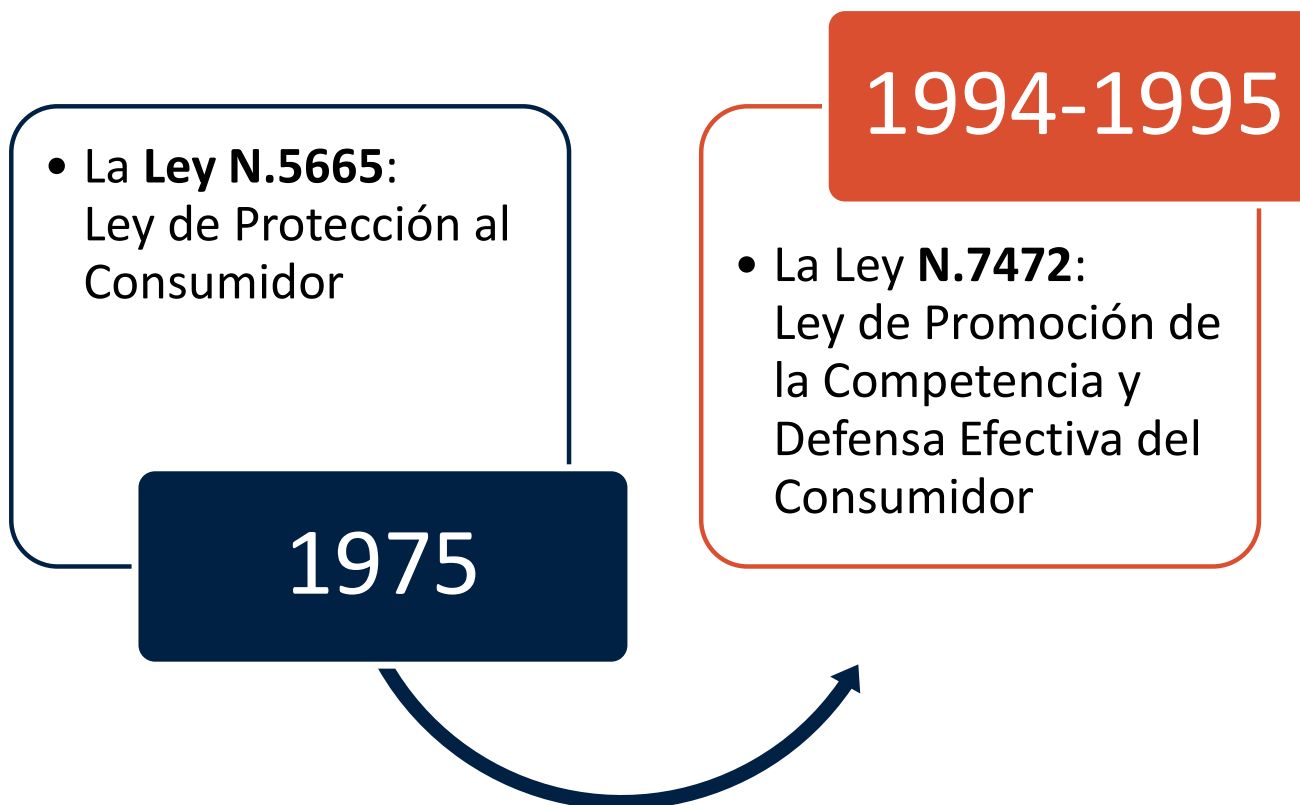 • La Ley N.5665:
Ley de Protección al
Consumidor
1975
1994-1995
• La Ley N.7472:
Ley de Promoción de
la Competencia y
Defensa Efectiva del
Consumidor